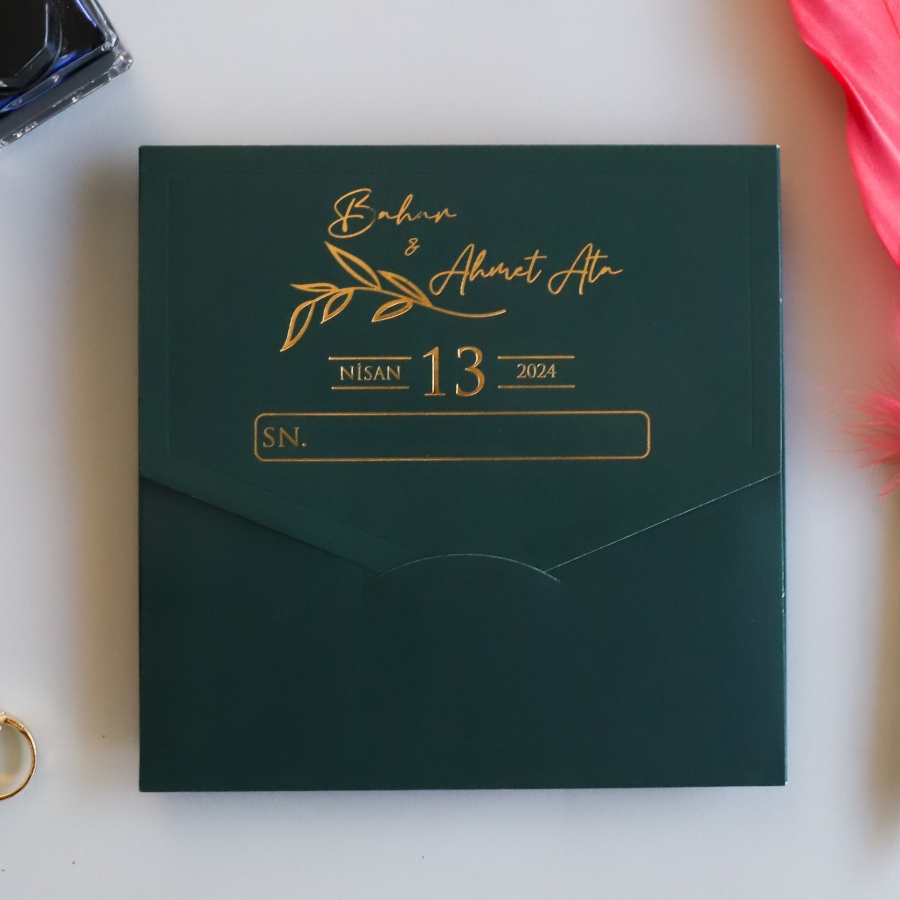 Bahar
&
Ahmet Ata
NİSAN 13 2024
SN.